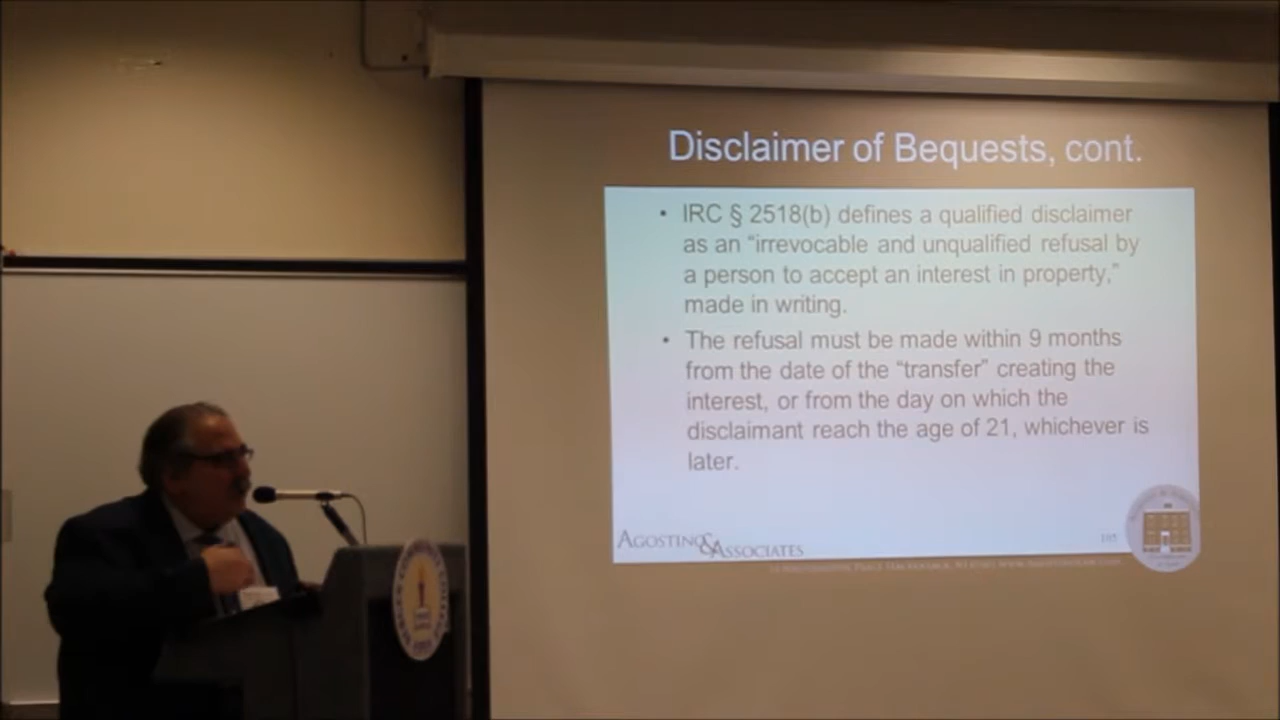 Disclaimer of Bequests, cont.
• IRC § 2518(b) defines a qualified disclaimer
as an “irrevocable and unqualified refusal by
a person to accept an interest in property,”
made in writing.
• The refusal must be made within 9 months
from the date of the “transfer” creating the
interest, or from the day on which the
disclaimant reach the age of 21, whichever is
later.
AGOSTINO & ASSOCIATES
105